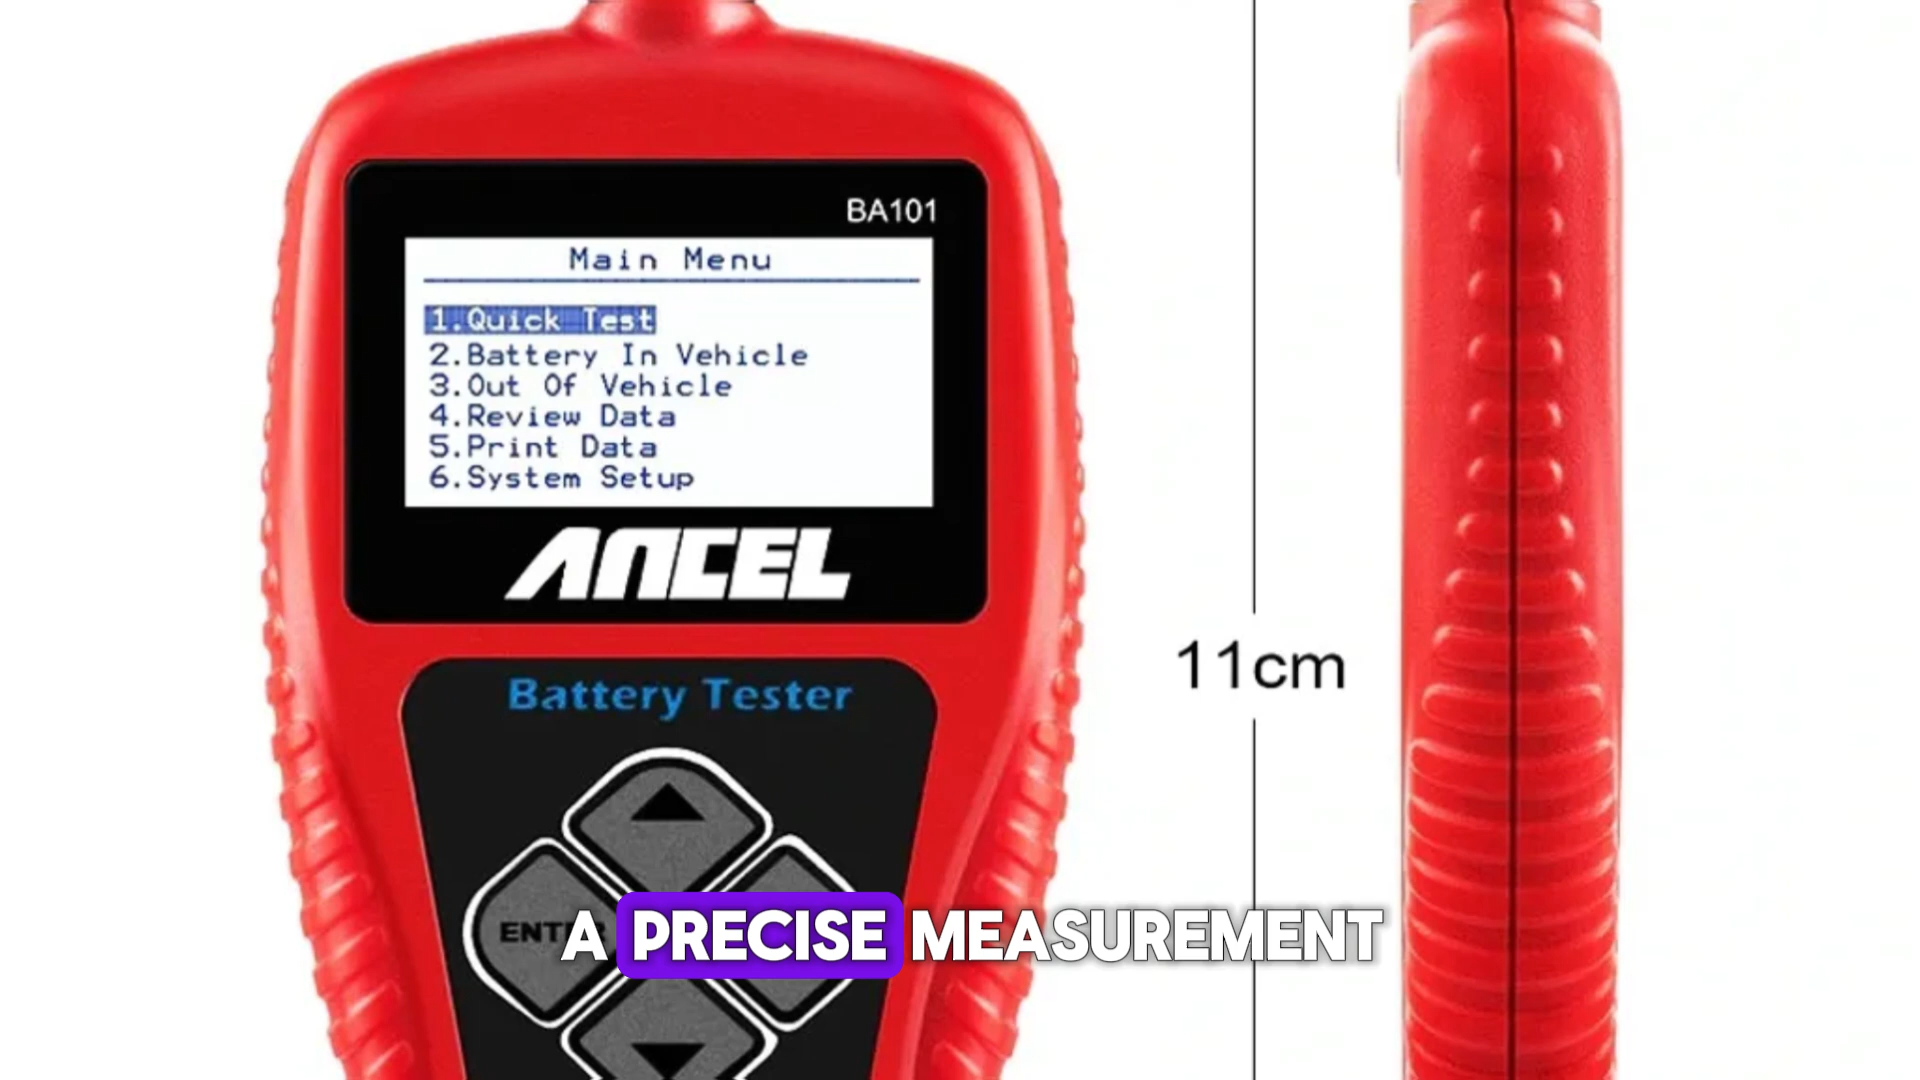 BA101
Main Menu
1.Quick Test
2.Battery In Vehicle
3.Out Of Vehicle
4.Review Data
5.Print Data
6.System Setup
ANCEL
Battery Tester
11cm
A PRECISE MEASUREMENT